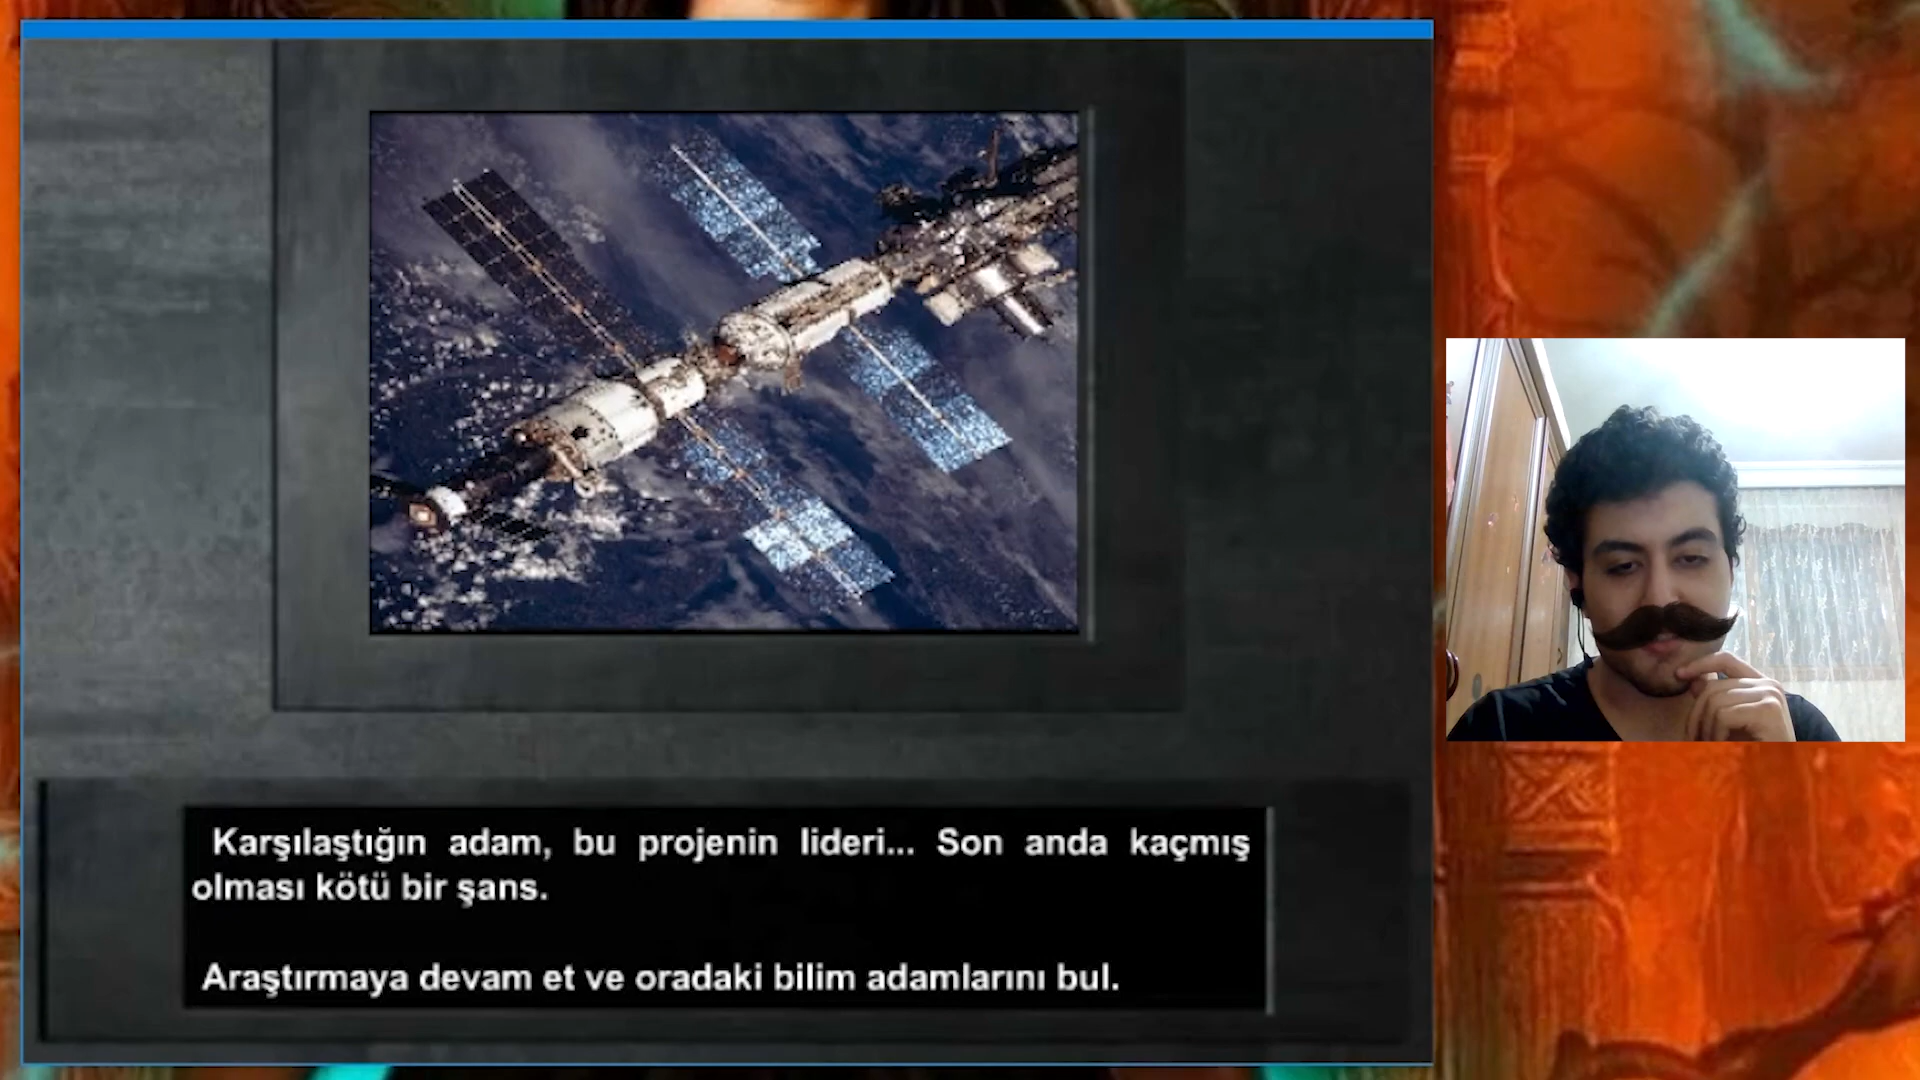 Karşılaştığın adam, bu projenin lideri... Son anda kaçmış
olması kötü bir şans.
Araştırmaya devam et ve oradaki bilim adamlarını bul.